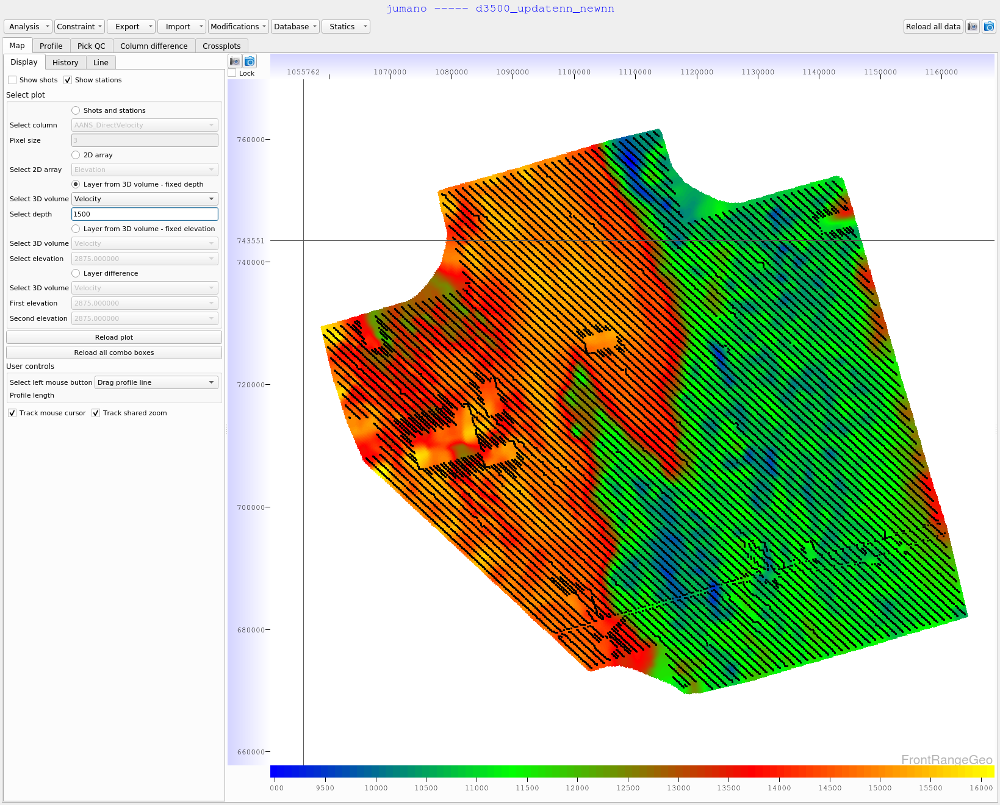 jumano ----- d3500_updatenn_newnn
Analysis Constraint Export Import Modifications Database Statics Reload all data
Map Profile Pick QC Column difference Crossplots
Display History Line
Lock
Show shots Show stations
Select plot
Shots and stations
Select column AANS_DirectVelocity
Pixel size 3
2D array
Select 2D array Elevation
Layer from 3D volume - fixed depth
Select 3D volume Velocity
Select depth 1500
Layer from 3D volume - fixed elevation
Select 3D volume Velocity
Select elevation 2875.000000
Layer difference
Select 3D volume Velocity
First elevation 2875.000000
Second elevation 2875.000000
Reload plot
Reload all combo boxes
User controls
Select left mouse button Drag profile line
Profile length
Track mouse cursor Track shared zoom
1055762 1070000 1080000 1090000 1100000 1110000 1120000 1130000 1140000 1150000 1160000
760000
743551
740000
720000
700000
680000
660000
FrontRangeGeo
000 9500 10000 10500 11000 11500 12000 12500 13000 13500 14000 14500 15000 15500 16000